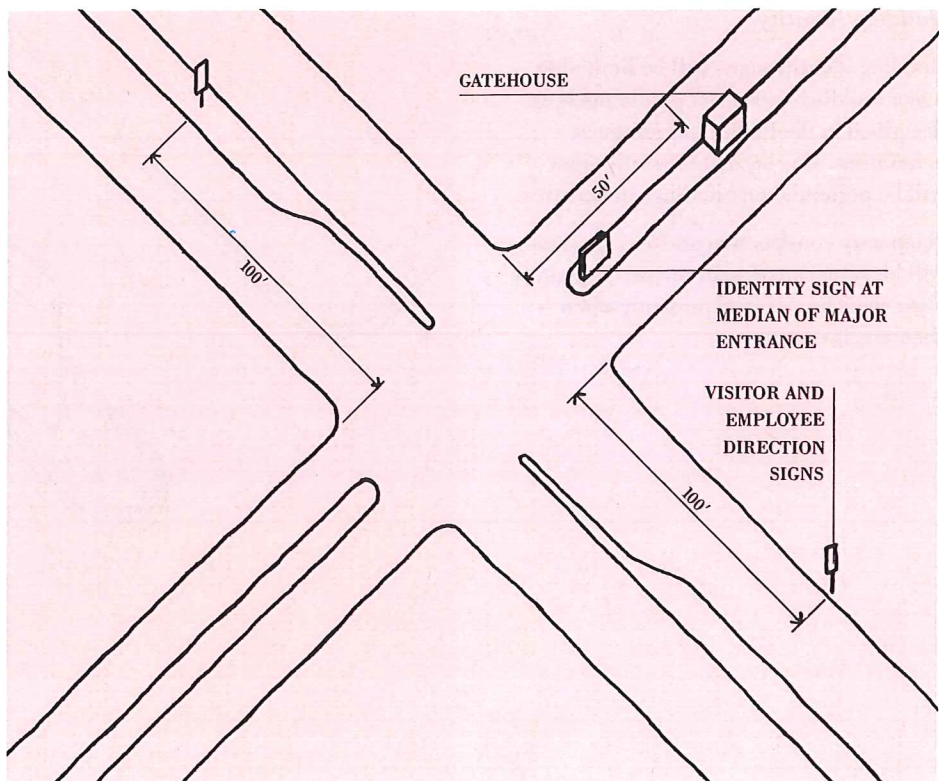 GATEHOUSE
50'
100'
IDENTITY SIGN AT
MEDIAN OF MAJOR
ENTRANCE
VISITOR AND
EMPLOYEE
DIRECTION
SIGNS
100'